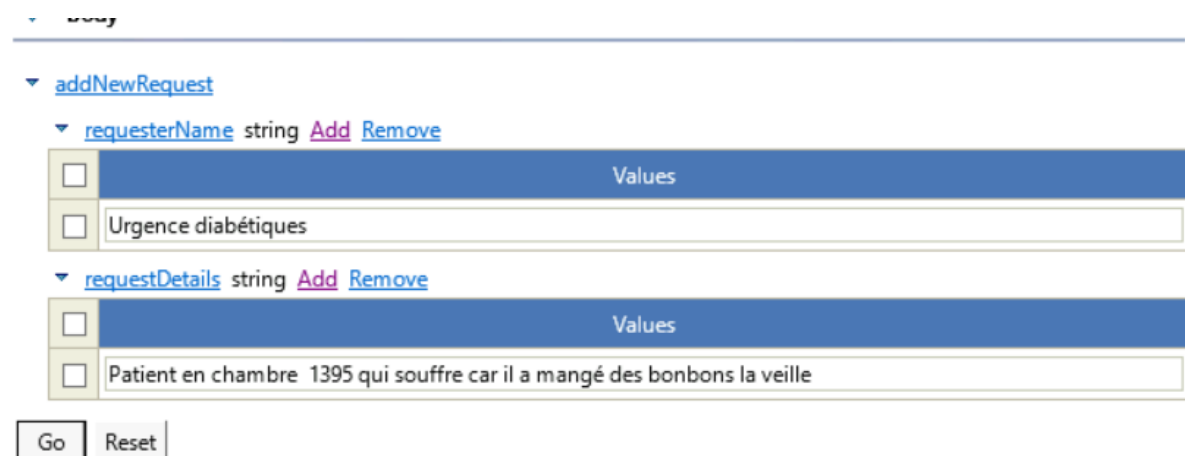 Body
addNewRequest
requesterName string Add Remove
Values
Urgence diabétiques
requestDetails string Add Remove
Values
Patient en chambre 1395 qui souffre car il a mangé des bonbons la veille
Go Reset